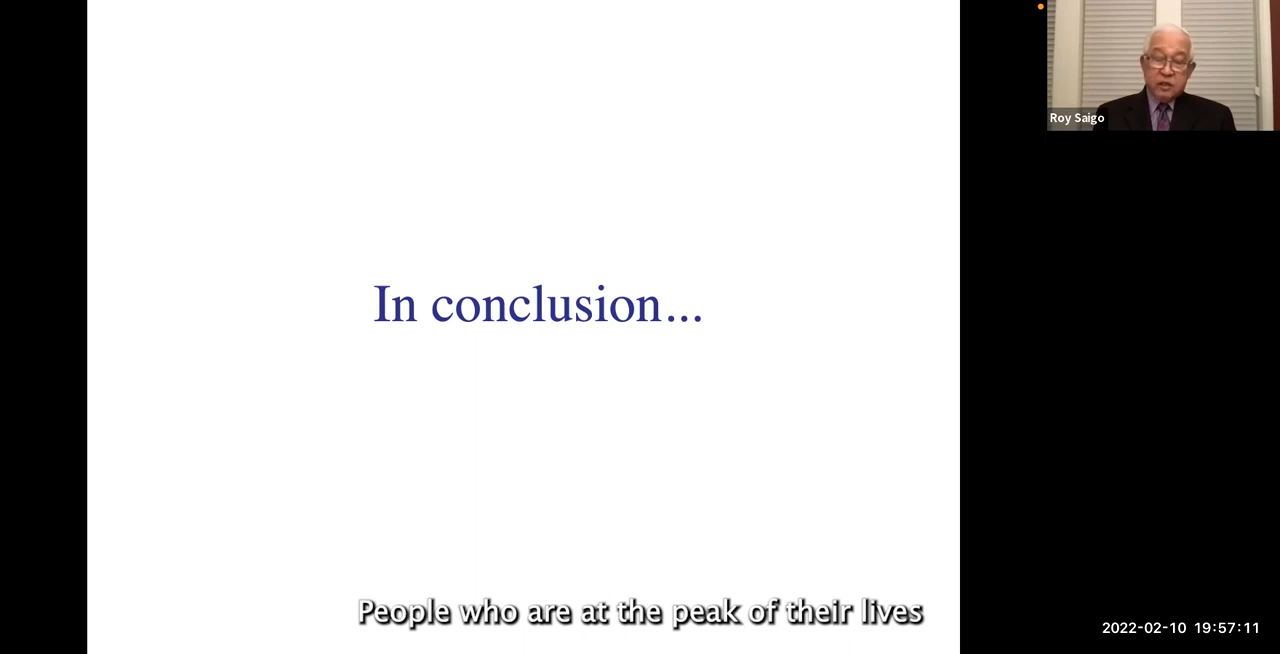 Roy Saigo
In conclusion...
People who are at the peak of their lives
2022-02-10 19:57:11